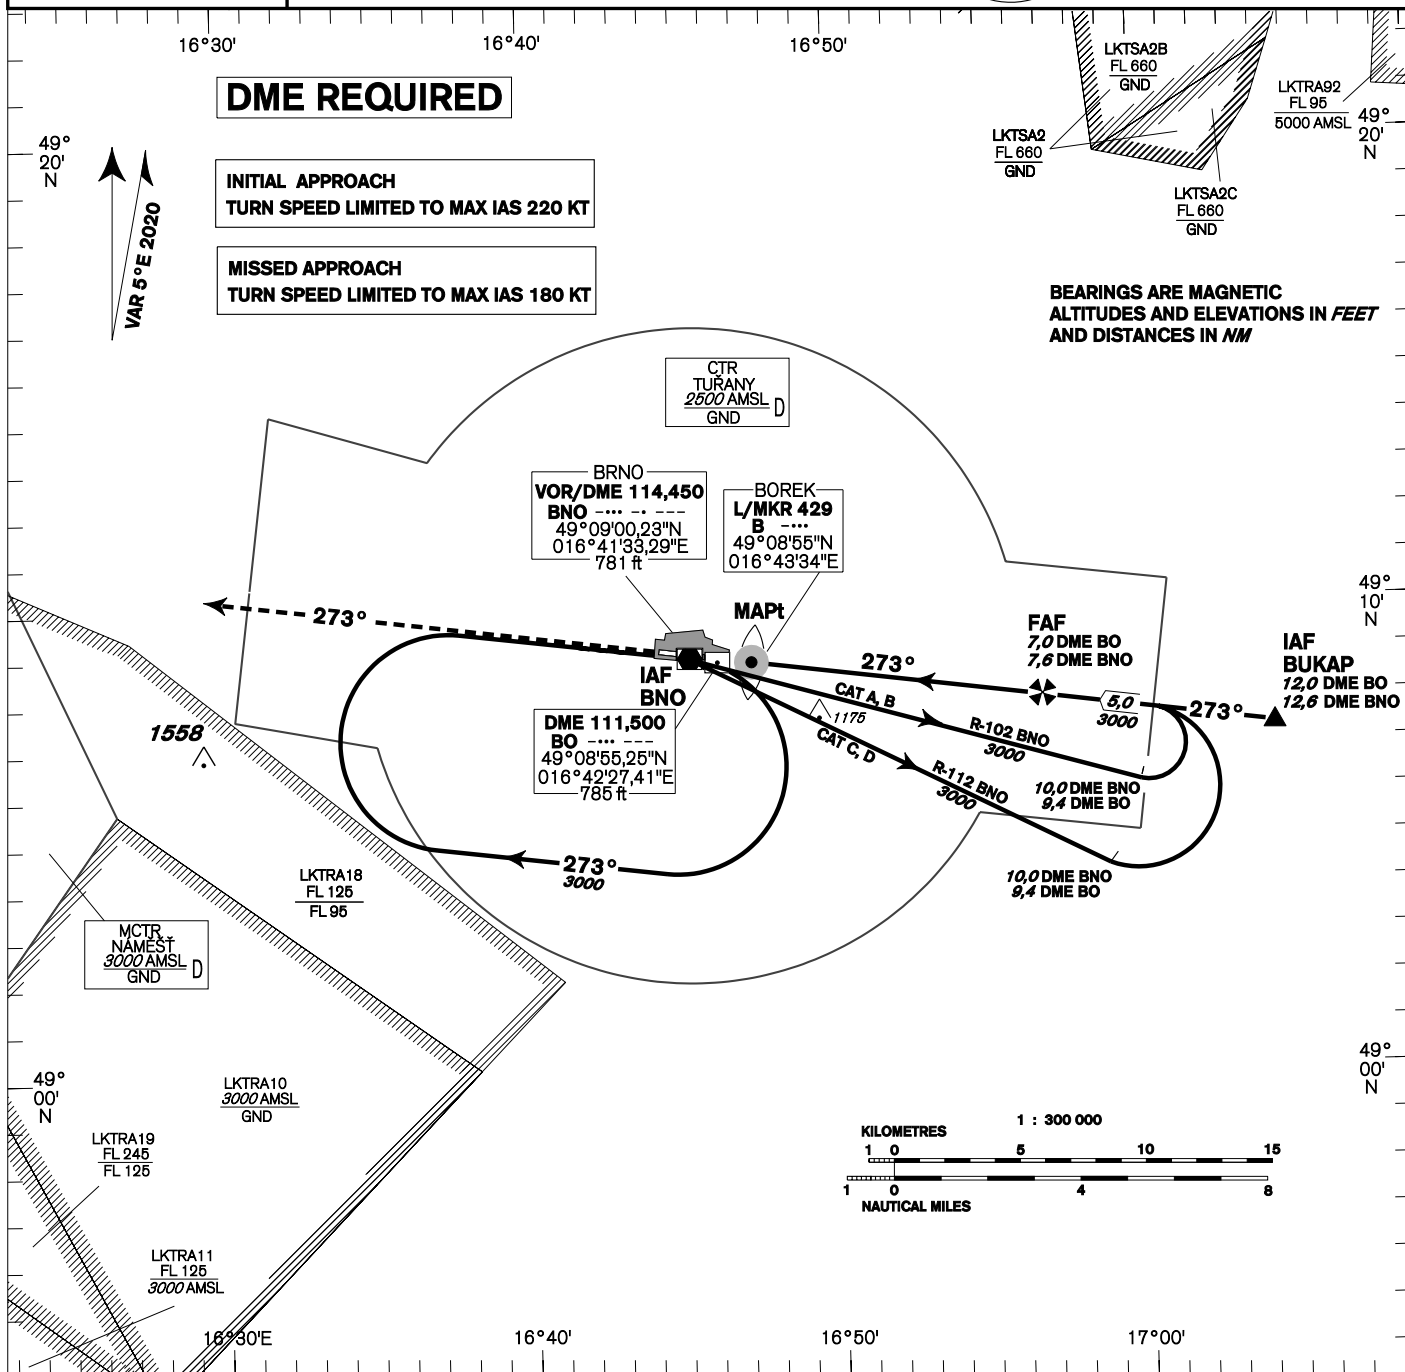 16°30'
16°40'
16°50'
DME REQUIRED
INITIAL APPROACH
TURN SPEED LIMITED TO MAX IAS 220 KT
MISSED APPROACH
TURN SPEED LIMITED TO MAX IAS 180 KT
49°
20'
N
VAR 5°E 2020
LKTSA2B
FL 660
GND
LKTSA2
FL 660
GND
LKTSA2C
FL 660
GND
LKTRA92
FL 95
5000 AMSL
49°
20'
N
BEARINGS ARE MAGNETIC
ALTITUDES AND ELEVATIONS IN FEET
AND DISTANCES IN NM
CTR
TUŘANY
2500 AMSL
GND
D
BRNO
VOR/DME 114,450
BNO -••• -• ---
49°09'00,23"N
016°41'33,29"E
781 ft
BOREK
L/MKR 429
B -•••
49°08'55"N
016°43'34"E
49°
10'
N
273°
MAPt
FAF
7,0 DME BO
7,6 DME BNO
IAF
BUKAP
12,0 DME BO
12,6 DME BNO
273°
IAF
BNO
CAT A, B
5,0
3000
273°
1175
R-102 BNO
3000
CAT C, D
R-112 BNO
3000
10,0 DME BNO
9,4 DME BO
10,0 DME BNO
9,4 DME BO
DME 111,500
BO -••• ---
49°08'55,25"N
016°42'27,41"E
785 ft
1558
273°
3000
LKTRA18
FL 125
FL 95
MCTR
NÁMĚŠŤ
3000 AMSL
GND
D
49°
00'
N
49°
00'
N
LKTRA10
3000 AMSL
GND
LKTRA19
FL 245
FL 125
LKTRA11
FL 125
3000 AMSL
1 : 300 000
KILOMETRES
1 0 5 10 15
1 0 4 8
NAUTICAL MILES
16°30'E
16°40'
16°50'
17°00'